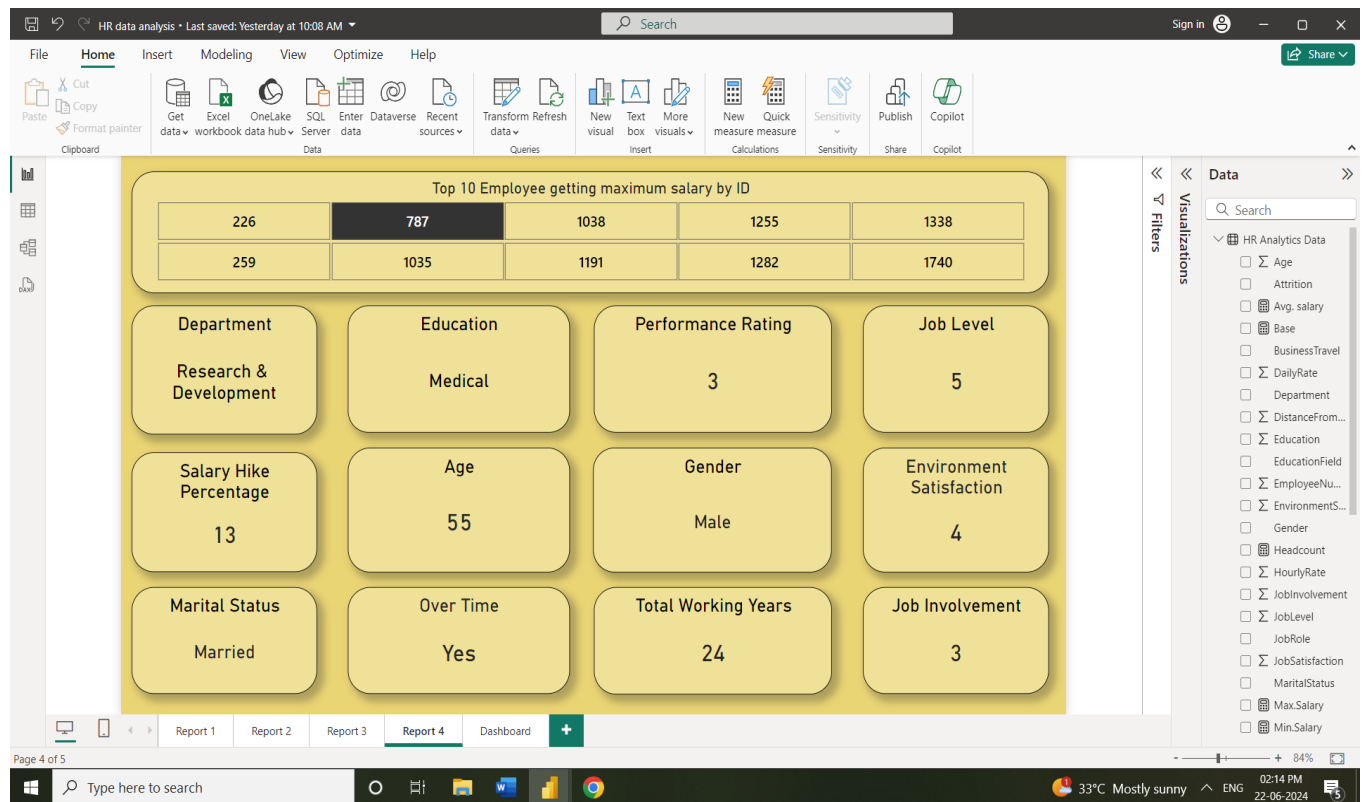 HR data analysis • Last saved: Yesterday at 10:08 AM
Search
Sign in
File Home Insert Modeling View Optimize Help
Share
Paste
Cut
Copy
Format painter
Clipboard
Get data
Excel workbook
OneLake data hub
SQL Server
Enter data
Dataverse
Recent sources
Data
Transform data
Refresh
Queries
New visual
Text box
More visuals
Insert
New measure
Quick measure
Calculations
Sensitivity
Sensitivity
Publish
Share
Copilot
Copilot
Top 10 Employee getting maximum salary by ID
226 787 1038 1255 1338
259 1035 1191 1282 1740
Department
Research &
Development
Education
Medical
Performance Rating
3
Job Level
5
Salary Hike
Percentage
13
Age
55
Gender
Male
Environment
Satisfaction
4
Marital Status
Married
Over Time
Yes
Total Working Years
24
Job Involvement
3
Filters
Visualizations
Data
Search
HR Analytics Data
Age
Attrition
Avg. salary
Base
BusinessTravel
DailyRate
Department
DistanceFrom...
Education
EducationField
EmployeeNu...
EnvironmentS...
Gender
Headcount
HourlyRate
JobInvolvement
JobLevel
JobRole
JobSatisfaction
MaritalStatus
Max.Salary
Min.Salary
Report 1 Report 2 Report 3 Report 4 Dashboard
Page 4 of 5
- + 84%
Type here to search
33°C Mostly sunny
ENG
02:14 PM
22-06-2024
5